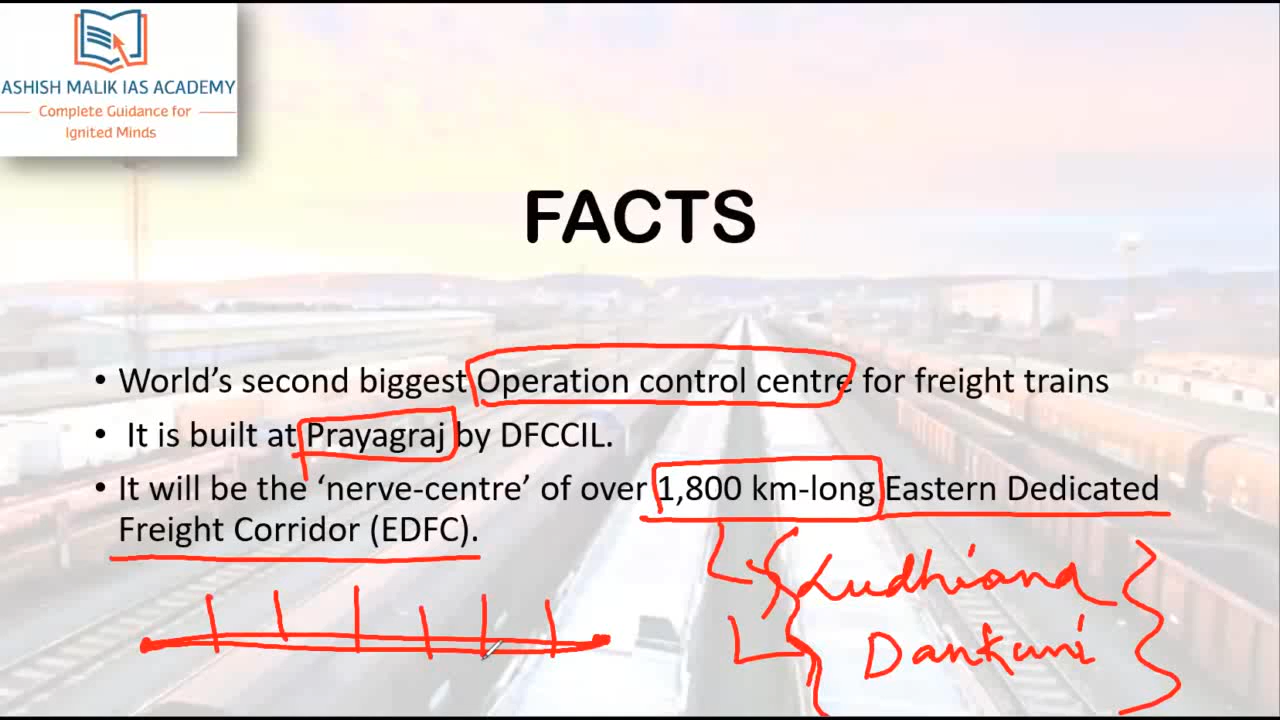 ASHISH MALIK IAS ACADEMY
Complete Guidance for
Ignited Minds
FACTS
• World's second biggest Operation control centre for freight trains
• It is built at Prayagraj by DFCCIL.
• It will be the ‘nerve-centre’ of over 1,800 km-long Eastern Dedicated
Freight Corridor (EDFC).
Ludhiana
Dankuni